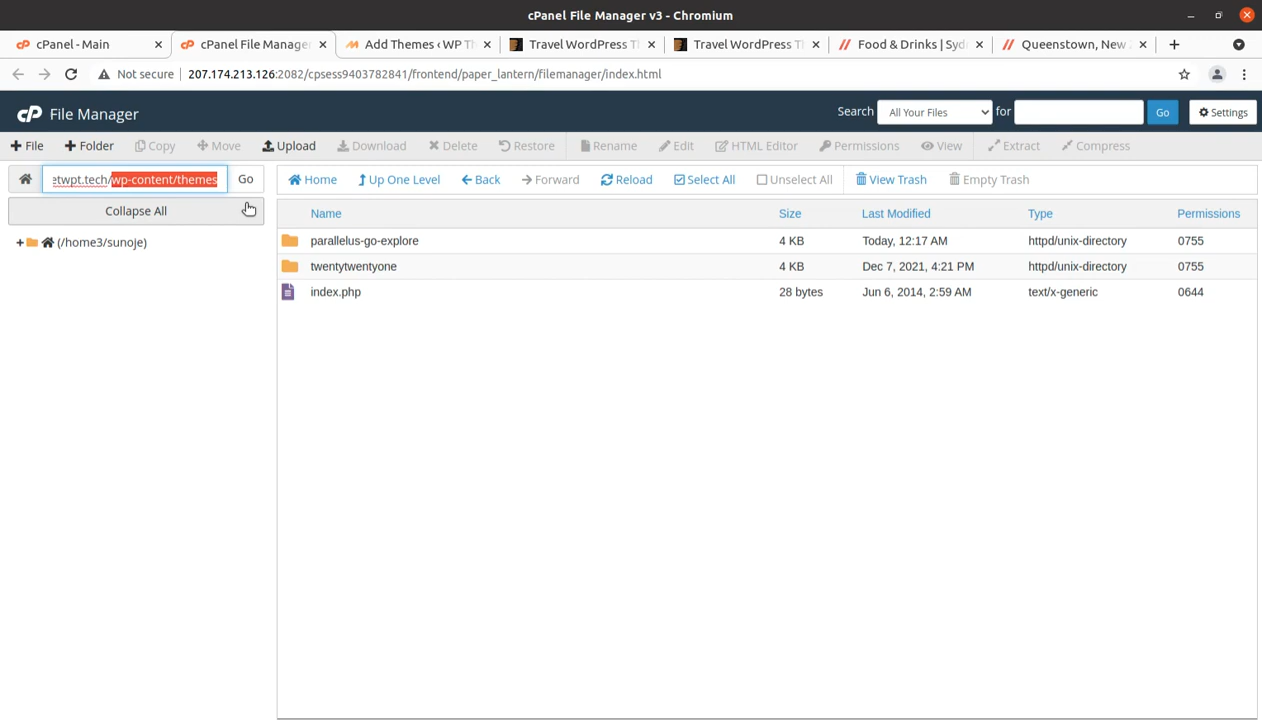 cPanel File Manager v3 - Chromium
cPanel - Main
cPanel File Manager
Add Themes ‹ WP T
Travel WordPress T
Travel WordPress T
Food & Drinks | Syd
Queenstown, New
Not secure
207.174.213.126:2082/cpsess9403782841/frontend/paper_lantern/filemanager/index.html
cP File Manager
Search All Your Files for Go Settings
File Folder Copy Move Upload Download Delete Restore Rename Edit HTML Editor Permissions View Extract Compress
etwpt.tech/wp-content/themes Go
Home Up One Level Back Forward Reload Select All Unselect All View Trash Empty Trash
Collapse All
(/home3/sunoje)
Name Size Last Modified Type Permissions
parallelus-go-explore 4 KB Today, 12:17 AM httpd/unix-directory 0755
twentytwentyone 4 KB Dec 7, 2021, 4:21 PM httpd/unix-directory 0755
index.php 28 bytes Jun 6, 2014, 2:59 AM text/x-generic 0644